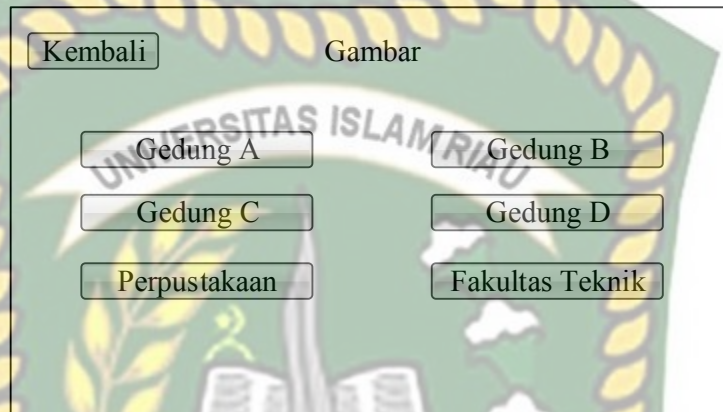 Kembali Gambar
UNIVERSITAS ISLAM RIAU
Gedung A Gedung B
Gedung C Gedung D
Perpustakaan Fakultas Teknik